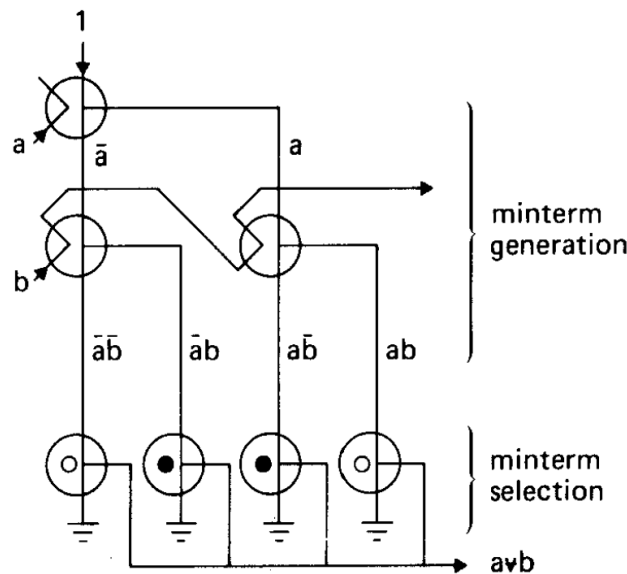 1
a
ā
a
minterm
generation
b
āb̄
āb
ab̄
ab
minterm
selection
a⊻b